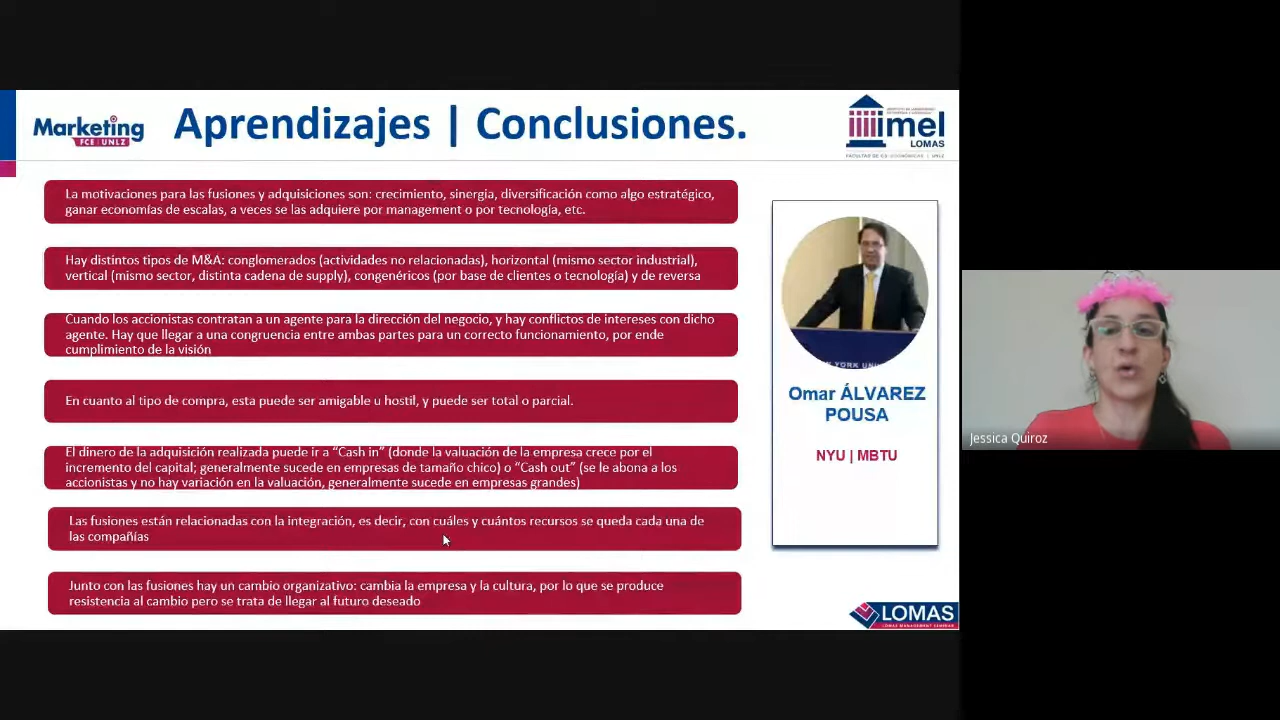 Marketing
FCE | UNLZ
Aprendizajes | Conclusiones.
imel
LOMAS
La motivaciones para las fusiones y adquisiciones son: crecimiento, sinergia, diversificación como algo estratégico,
ganar economías de escalas, a veces se las adquiere por management o por tecnología, etc.
Hay distintos tipos de M&A: conglomerados (actividades no relacionadas), horizontal (mismo sector industrial),
vertical (mismo sector, distinta cadena de supply), congenéricos (por base de clientes o tecnología) y de reversa
Cuando los accionistas contratan a un agente para la dirección del negocio, y hay conflictos de intereses con dicho
agente. Hay que llegar a una congruencia entre ambas partes para un correcto funcionamiento, por ende
cumplimiento de la visión
En cuanto al tipo de compra, esta puede ser amigable u hostil, y puede ser total o parcial.
El dinero de la adquisición realizada puede ir a “Cash in” (donde la valuación de la empresa crece por el
incremento del capital; generalmente sucede en empresas de tamaño chico) o “Cash out” (se le abona a los
accionistas y no hay variación en la valuación, generalmente sucede en empresas grandes)
Las fusiones están relacionadas con la integración, es decir, con cuáles y cuántos recursos se queda cada una de
las compañías
Junto con las fusiones hay un cambio organizativo: cambia la empresa y la cultura, por lo que se produce
resistencia al cambio pero se trata de llegar al futuro deseado
Omar ÁLVAREZ
POUSA
NYU | MBTU
LOMAS
Jessica Quiroz